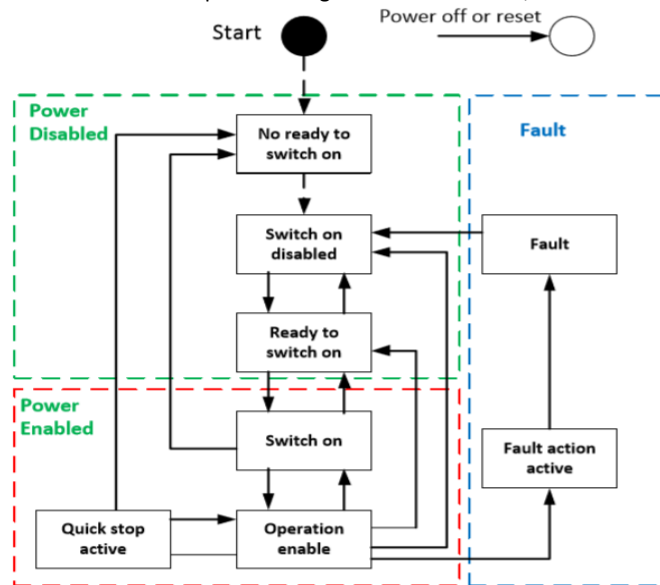 Power off or reset
Start
Power
Disabled
No ready to
switch on
Fault
Switch on
disabled
Fault
Ready to
switch on
Power
Enabled
Switch on
Fault action
active
Quick stop
active
Operation
enable